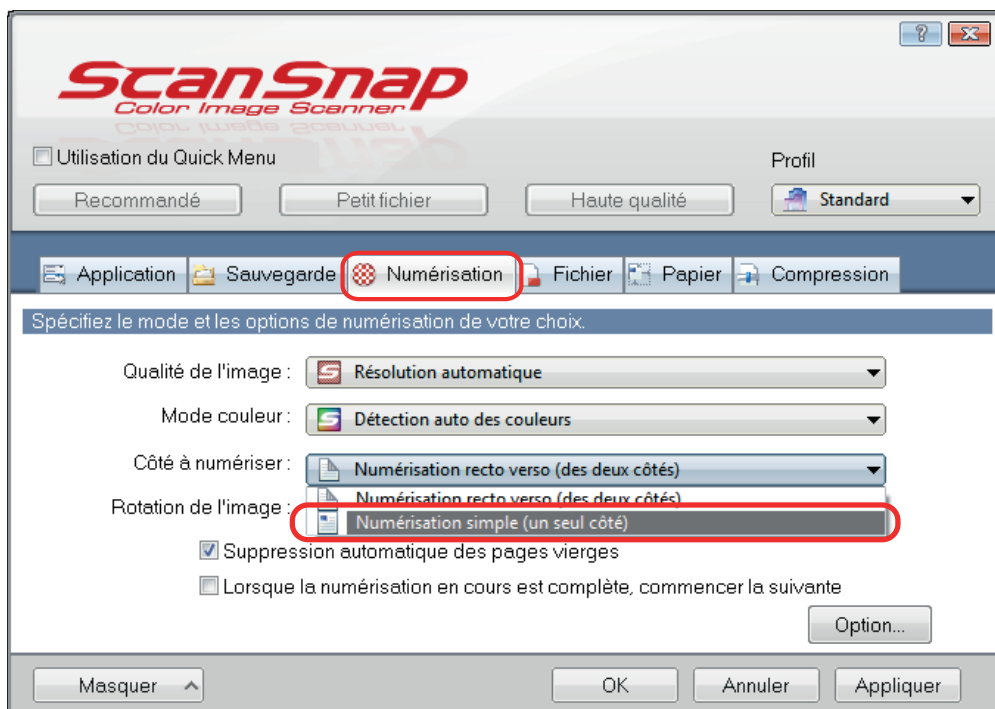 ScanSnap
Color Image Scanner
Utilisation du Quick Menu
Profil
Recommandé Petit fichier Haute qualité Standard
Application Sauvegarde Numérisation Fichier Papier Compression
Spécifiez le mode et les options de numérisation de votre choix.
Qualité de l'image : Résolution automatique
Mode couleur : Détection auto des couleurs
Côté à numériser : Numérisation recto verso (des deux côtés)
Numérisation recto verso (des deux côtés)
Rotation de l'image :
Numérisation simple (un seul côté)
Suppression automatique des pages vierges
Lorsque la numérisation en cours est complète, commencer la suivante
Option...
Masquer OK Annuler Appliquer